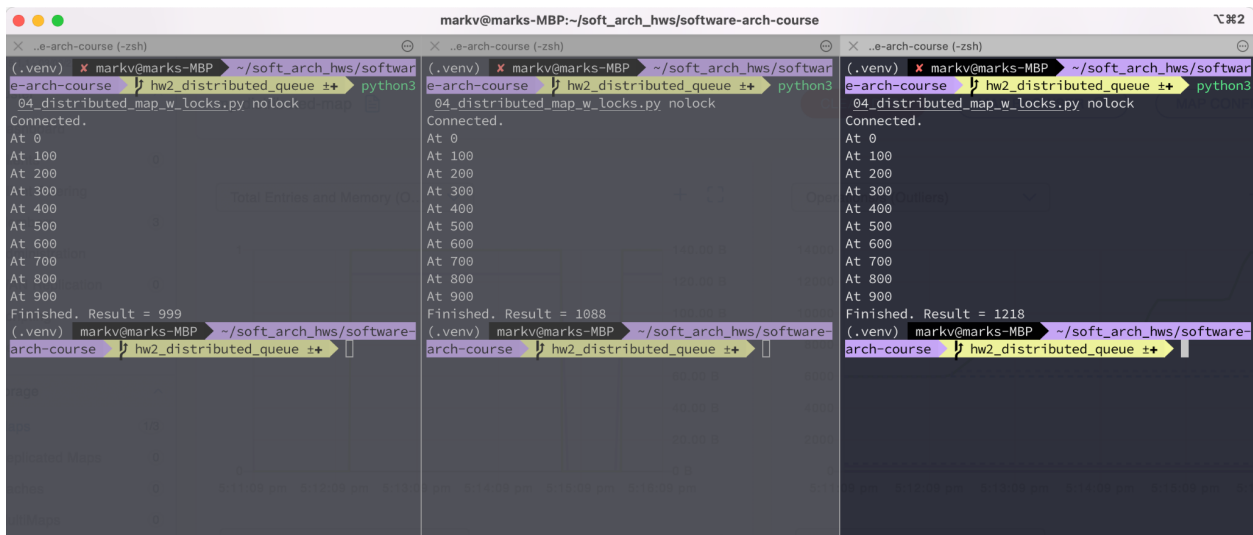 markv@marks-MBP:~/soft_arch_hws/software-arch-course
⌥⌘2
..e-arch-course (-zsh)
(.venv) ✘ markv@marks-MBP ~/soft_arch_hws/softwar
e-arch-course hw2_distributed_queue ±✚ python3
04_distributed_map_w_locks.py nolock
Connected.
At 0
At 100
At 200
At 300
At 400
At 500
At 600
At 700
At 800
At 900
Finished. Result = 999
(.venv) markv@marks-MBP ~/soft_arch_hws/software-
arch-course hw2_distributed_queue ±✚
..e-arch-course (-zsh)
(.venv) ✘ markv@marks-MBP ~/soft_arch_hws/softwar
e-arch-course hw2_distributed_queue ±✚ python3
04_distributed_map_w_locks.py nolock
Connected.
At 0
At 100
At 200
At 300
At 400
At 500
At 600
At 700
At 800
At 900
Finished. Result = 1088
(.venv) markv@marks-MBP ~/soft_arch_hws/software-
arch-course hw2_distributed_queue ±✚
..e-arch-course (-zsh)
(.venv) ✘ markv@marks-MBP ~/soft_arch_hws/softwar
e-arch-course hw2_distributed_queue ±✚ python3
04_distributed_map_w_locks.py nolock
Connected.
At 0
At 100
At 200
At 300
At 400
At 500
At 600
At 700
At 800
At 900
Finished. Result = 1218
(.venv) markv@marks-MBP ~/soft_arch_hws/software-
arch-course hw2_distributed_queue ±✚